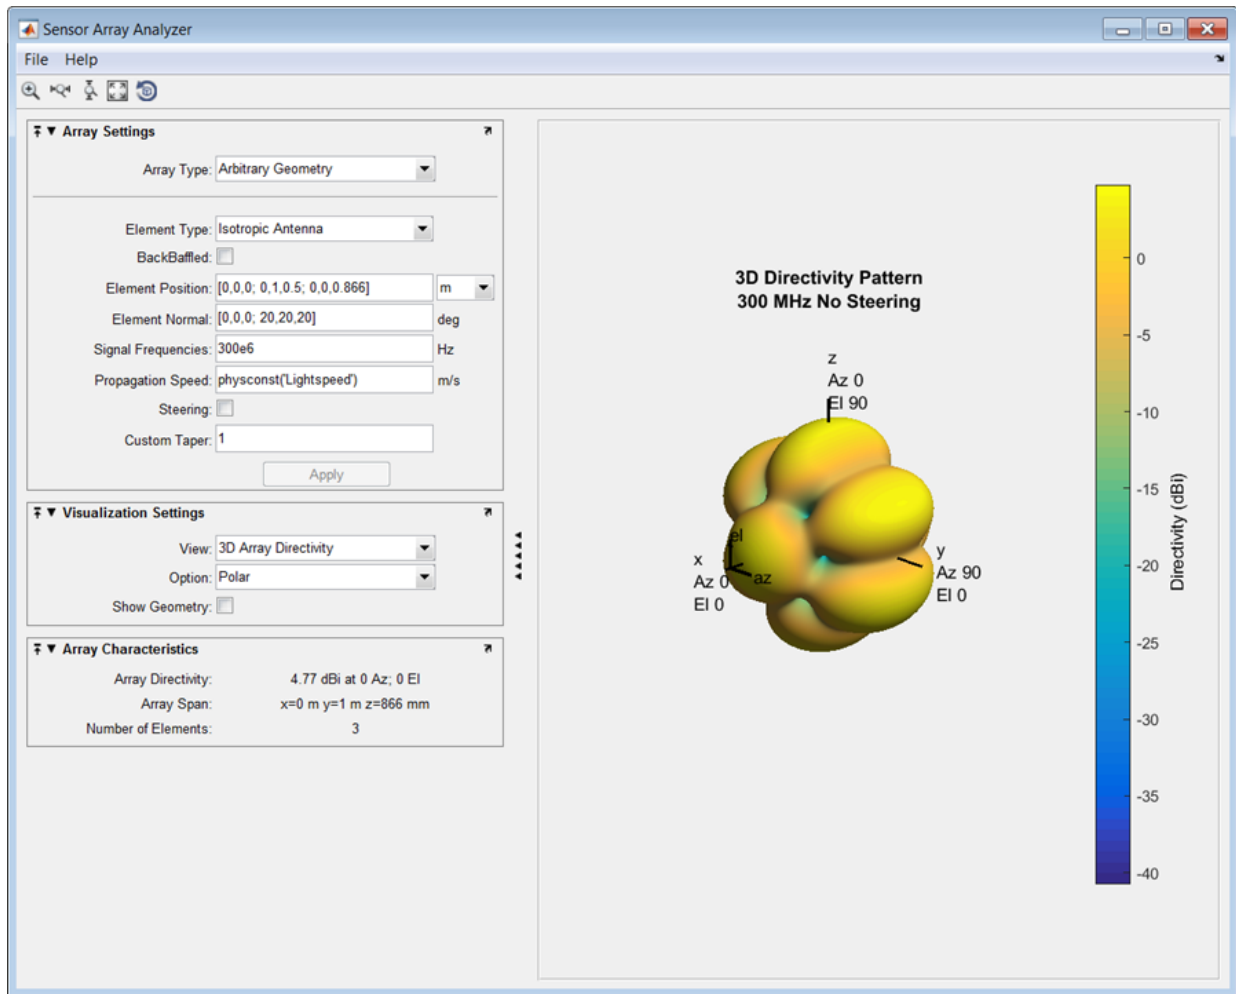 Sensor Array Analyzer
File Help
Array Settings
Array Type: Arbitrary Geometry
Element Type: Isotropic Antenna
BackBaffled:
Element Position: [0,0,0; 0,1,0.5; 0,0,0.866] m
Element Normal: [0,0,0; 20,20,20] deg
Signal Frequencies: 300e6 Hz
Propagation Speed: physconst('Lightspeed') m/s
Steering:
Custom Taper: 1
Apply
Visualization Settings
View: 3D Array Directivity
Option: Polar
Show Geometry:
Array Characteristics
Array Directivity: 4.77 dBi at 0 Az; 0 El
Array Span: x=0 m y=1 m z=866 mm
Number of Elements: 3
3D Directivity Pattern
300 MHz No Steering
z
Az 0
El 90
el
az
x
Az 0
El 0
y
Az 90
El 0
0
-5
-10
-15
-20
-25
-30
-35
-40
Directivity (dBi)